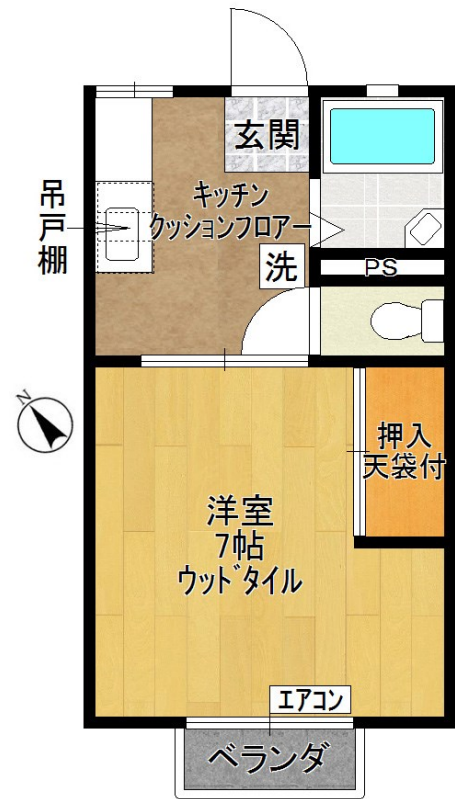 玄関
キッチン
クッションフロアー
吊戸棚
洗
PS
N
押入
天袋付
洋室
7帖
ウッドタイル
エアコン
ベランダ